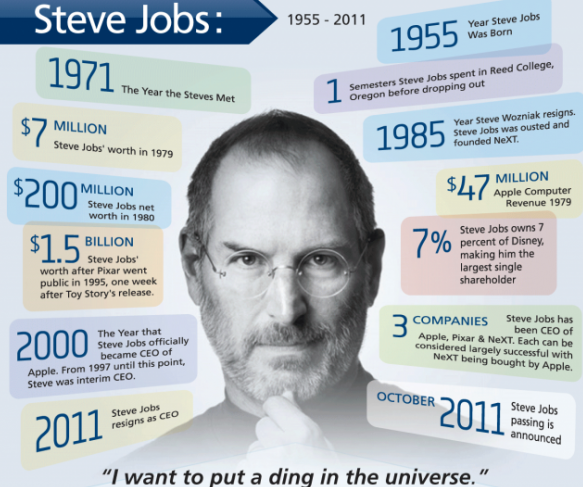 Steve Jobs:
1955 - 2011
1955 Year Steve Jobs
Was Born
1971 The Year the Steves Met
1 Semesters Steve Jobs spent in Reed College,
Oregon before dropping out
$7 MILLION
Steve Jobs' worth in 1979
1985 Year Steve Wozniak resigns.
Steve Jobs was ousted and
founded NeXT.
$200 MILLION
Steve Jobs net
worth in 1980
$47 MILLION
Apple Computer
Revenue 1979
$1.5 BILLION
Steve Jobs'
worth after Pixar went
public in 1995, one week
after Toy Story's release.
7% Steve Jobs owns 7
percent of Disney,
making him the
largest single
shareholder
2000 The Year that
Steve Jobs officially
became CEO of
Apple. From 1997 until this point,
Steve was interim CEO.
3 COMPANIES Steve Jobs has
been CEO of
Apple, Pixar & NeXT. Each can be
considered largely successful with
NeXT being bought by Apple.
2011 Steve Jobs
resigns as CEO
OCTOBER 2011 Steve Jobs
passing is
announced
"I want to put a ding in the universe."